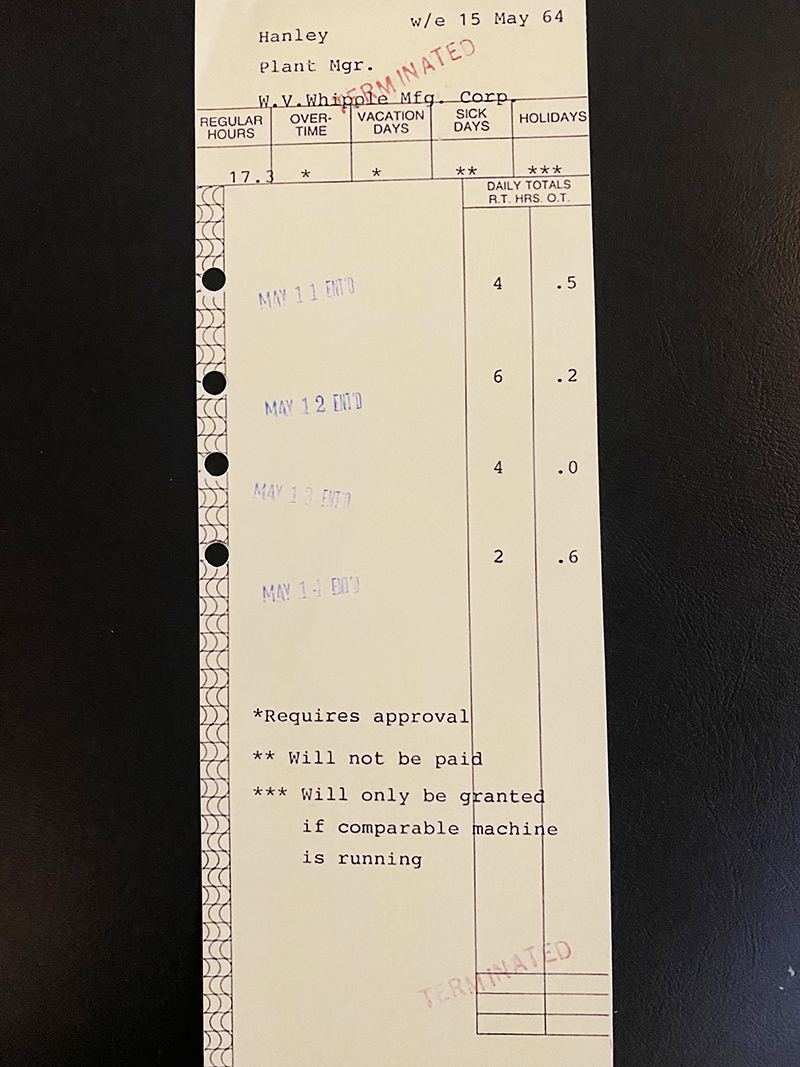 w/e 15 May 64
Hanley
Plant Mgr.
TERMINATED
W.V.Whipple Mfg. Corp.
REGULAR HOURS OVER-TIME VACATION DAYS SICK DAYS HOLIDAYS
17.3 * * ** ***
DAILY TOTALS
R.T. HRS. O.T.
MAY 11 ENT'D 4 .5
MAY 12 ENT'D 6 .2
MAY 13 ENT'D 4 .0
MAY 14 ENT'D 2 .6
*Requires approval
** Will not be paid
*** Will only be granted
if comparable machine
is running
TERMINATED